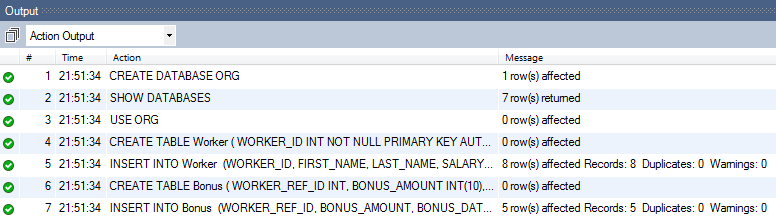 Output
Action Output
# Time Action Message
1 21:51:34 CREATE DATABASE ORG 1 row(s) affected
2 21:51:34 SHOW DATABASES 7 row(s) returned
3 21:51:34 USE ORG 0 row(s) affected
4 21:51:34 CREATE TABLE Worker ( WORKER_ID INT NOT NULL PRIMARY KEY AUT... 0 row(s) affected
5 21:51:34 INSERT INTO Worker (WORKER_ID, FIRST_NAME, LAST_NAME, SALARY... 8 row(s) affected Records: 8 Duplicates: 0 Warnings: 0
6 21:51:34 CREATE TABLE Bonus ( WORKER_REF_ID INT, BONUS_AMOUNT INT(10),... 0 row(s) affected
7 21:51:34 INSERT INTO Bonus (WORKER_REF_ID, BONUS_AMOUNT, BONUS_DAT... 5 row(s) affected Records: 5 Duplicates: 0 Warnings: 0